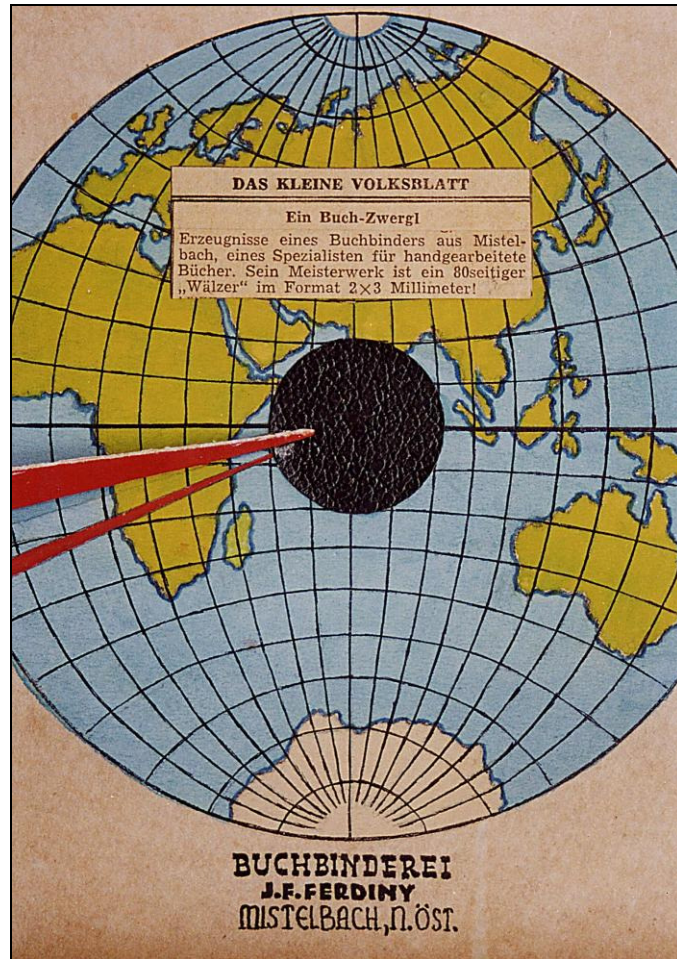 DAS KLEINE VOLKSBLATT
Ein Buch-Zwergl
Erzeugnisse eines Buchbinders aus Mistel-
bach, eines Spezialisten für handgearbeitete
Bücher. Sein Meisterwerk ist ein 80seitiger
„Wälzer“ im Format 2×3 Millimeter!
BUCHBINDEREI
J.F.FERDINY
MISTELBACH, N.ÖST.